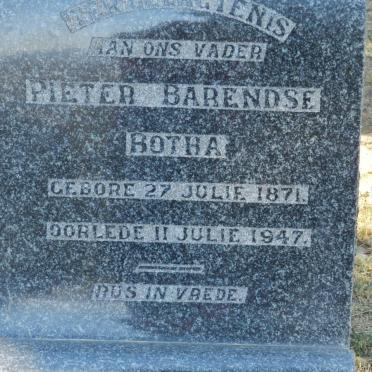 AAN ONS VADER
PIETER BARENDSE
BOTHA
GEBORE 27 JULIE 1871.
OORLEDE 11 JULIE 1947.
RUS IN VREDE.